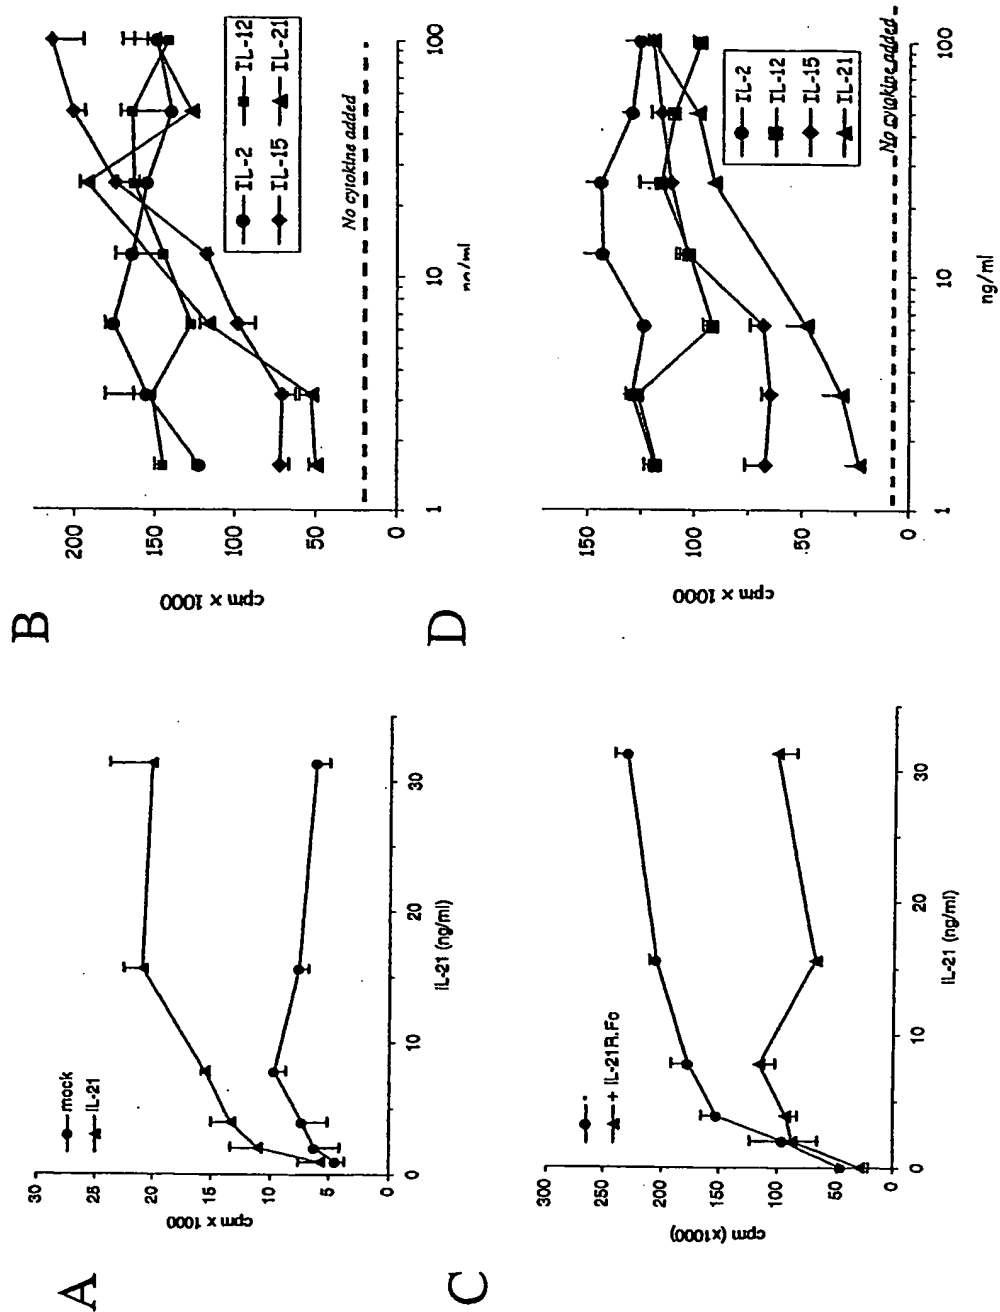 A
30
25
20
15
10
5
0
cpm x 1000
mock
IL-21
0
10
20
30
IL-21 (ng/ml)
B
200
150
100
50
0
cpm x 1000
IL-2
IL-12
IL-15
IL-21
No cytokine added
1
10
100
C
300
250
200
150
100
50
0
cpm (x1000)
-
+ IL-21R.Fc
0
10
20
30
IL-21 (ng/ml)
D
150
100
50
0
cpm x 1000
IL-2
IL-12
IL-15
IL-21
No cytokine added
1
10
100
ng/ml